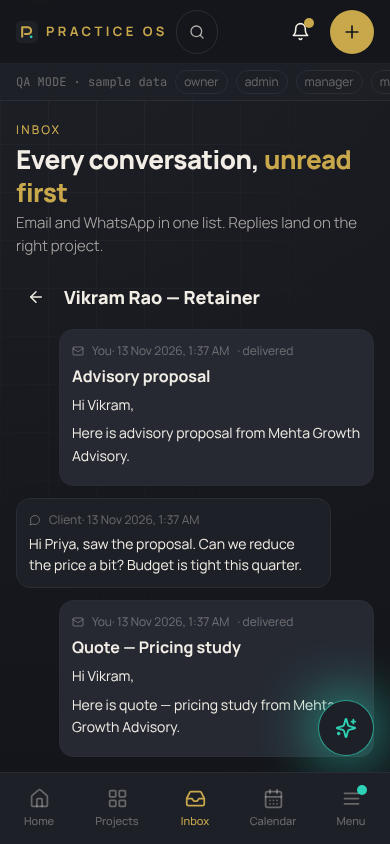 PRACTICE OS
QA MODE · sample data owner admin manager m
INBOX
Every conversation, unread
first
Email and WhatsApp in one list. Replies land on the
right project.
Vikram Rao — Retainer
You· 13 Nov 2026, 1:37 AM · delivered
Advisory proposal
Hi Vikram,
Here is advisory proposal from Mehta Growth
Advisory.
Client· 13 Nov 2026, 1:37 AM
Hi Priya, saw the proposal. Can we reduce
the price a bit? Budget is tight this quarter.
You· 13 Nov 2026, 1:37 AM · delivered
Quote — Pricing study
Hi Vikram,
Here is quote — pricing study from Mehta
Growth Advisory.
Home Projects Inbox Calendar Menu